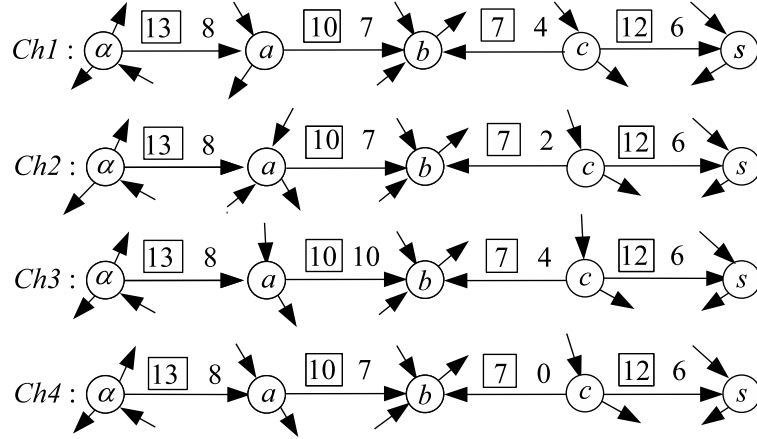 Ch1 : α 13 8 a 10 7 b 7 4 c 12 6 s
Ch2 : α 13 8 a 10 7 b 7 2 c 12 6 s
Ch3 : α 13 8 a 10 10 b 7 4 c 12 6 s
Ch4 : α 13 8 a 10 7 b 7 0 c 12 6 s